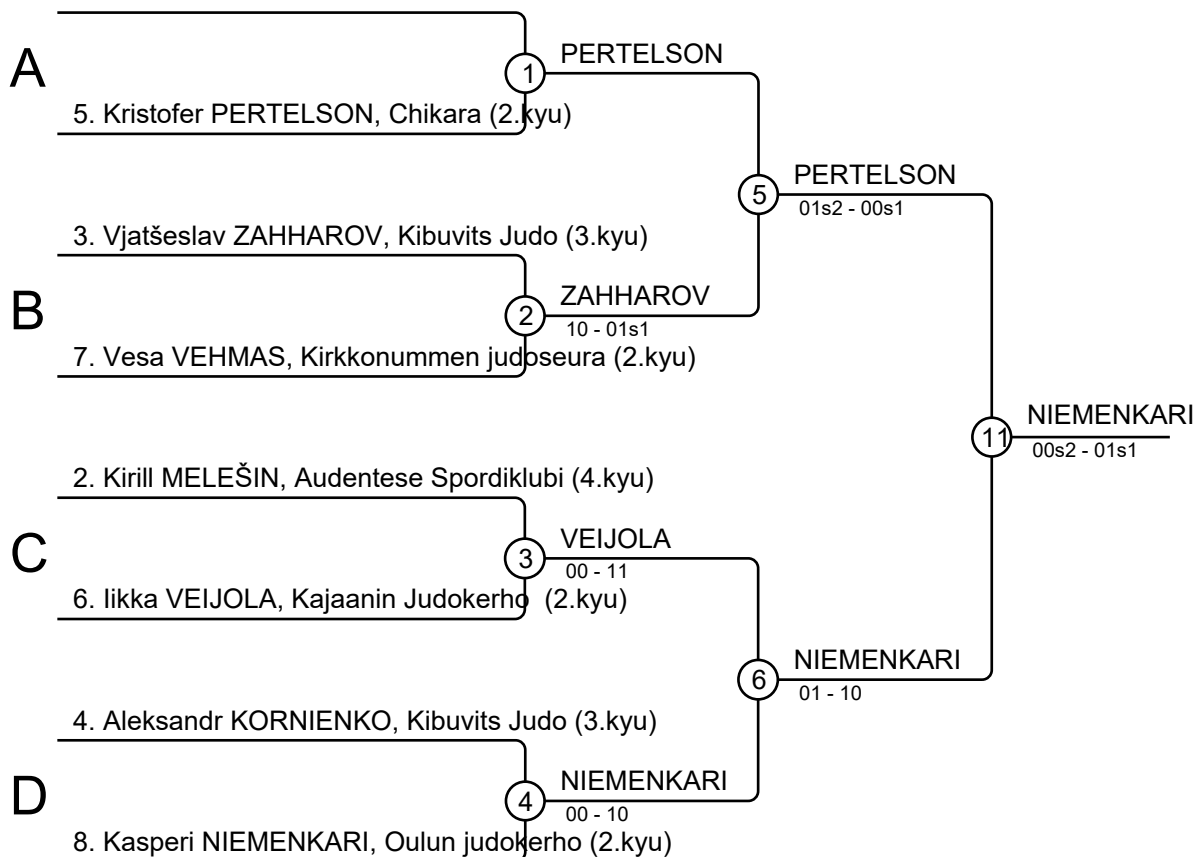 A
1
PERTELSON
5. Kristofer PERTELSON, Chikara (2.kyu)
5
PERTELSON
01s2 - 00s1
3. Vjatšeslav ZAHHAROV, Kibuvits Judo (3.kyu)
B
2
ZAHHAROV
10 - 01s1
7. Vesa VEHMAS, Kirkkonummen judoseura (2.kyu)
11
NIEMENKARI
00s2 - 01s1
2. Kirill MELEŠIN, Audentese Spordiklubi (4.kyu)
C
3
VEIJOLA
00 - 11
6. Iikka VEIJOLA, Kajaanin Judokerho (2.kyu)
6
NIEMENKARI
01 - 10
4. Aleksandr KORNIENKO, Kibuvits Judo (3.kyu)
D
4
NIEMENKARI
00 - 10
8. Kasperi NIEMENKARI, Oulun judokerho (2.kyu)